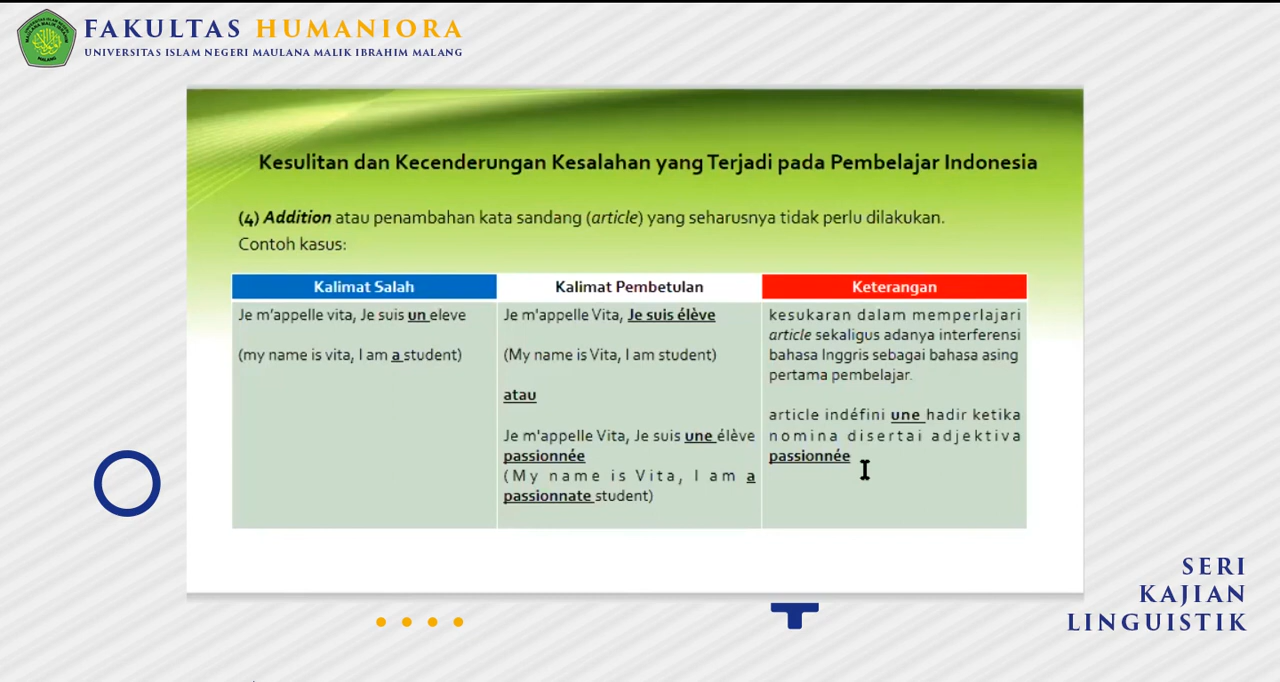 FAKULTAS HUMANIORA
UNIVERSITAS ISLAM NEGERI MAULANA MALIK IBRAHIM MALANG
Kesulitan dan Kecenderungan Kesalahan yang Terjadi pada Pembelajar Indonesia
(4) Addition atau penambahan kata sandang (article) yang seharusnya tidak perlu dilakukan.
Contoh kasus:
Kalimat Salah
Je m'appelle vita, Je suis un eleve
(my name is vita, I am a student)
Kalimat Pembetulan
Je m'appelle Vita, Je suis élève
(My name is Vita, I am student)
atau
Je m'appelle Vita, Je suis une élève
passionnée
(My name is Vita, I am a
passionnate student)
Keterangan
kesukaran dalam memperlajari
article sekaligus adanya interferensi
bahasa Inggris sebagai bahasa asing
pertama pembelajar.
article indéfini une hadir ketika
nomina disertai adjektiva
passionnée
SERI
KAJIAN
LINGUISTIK